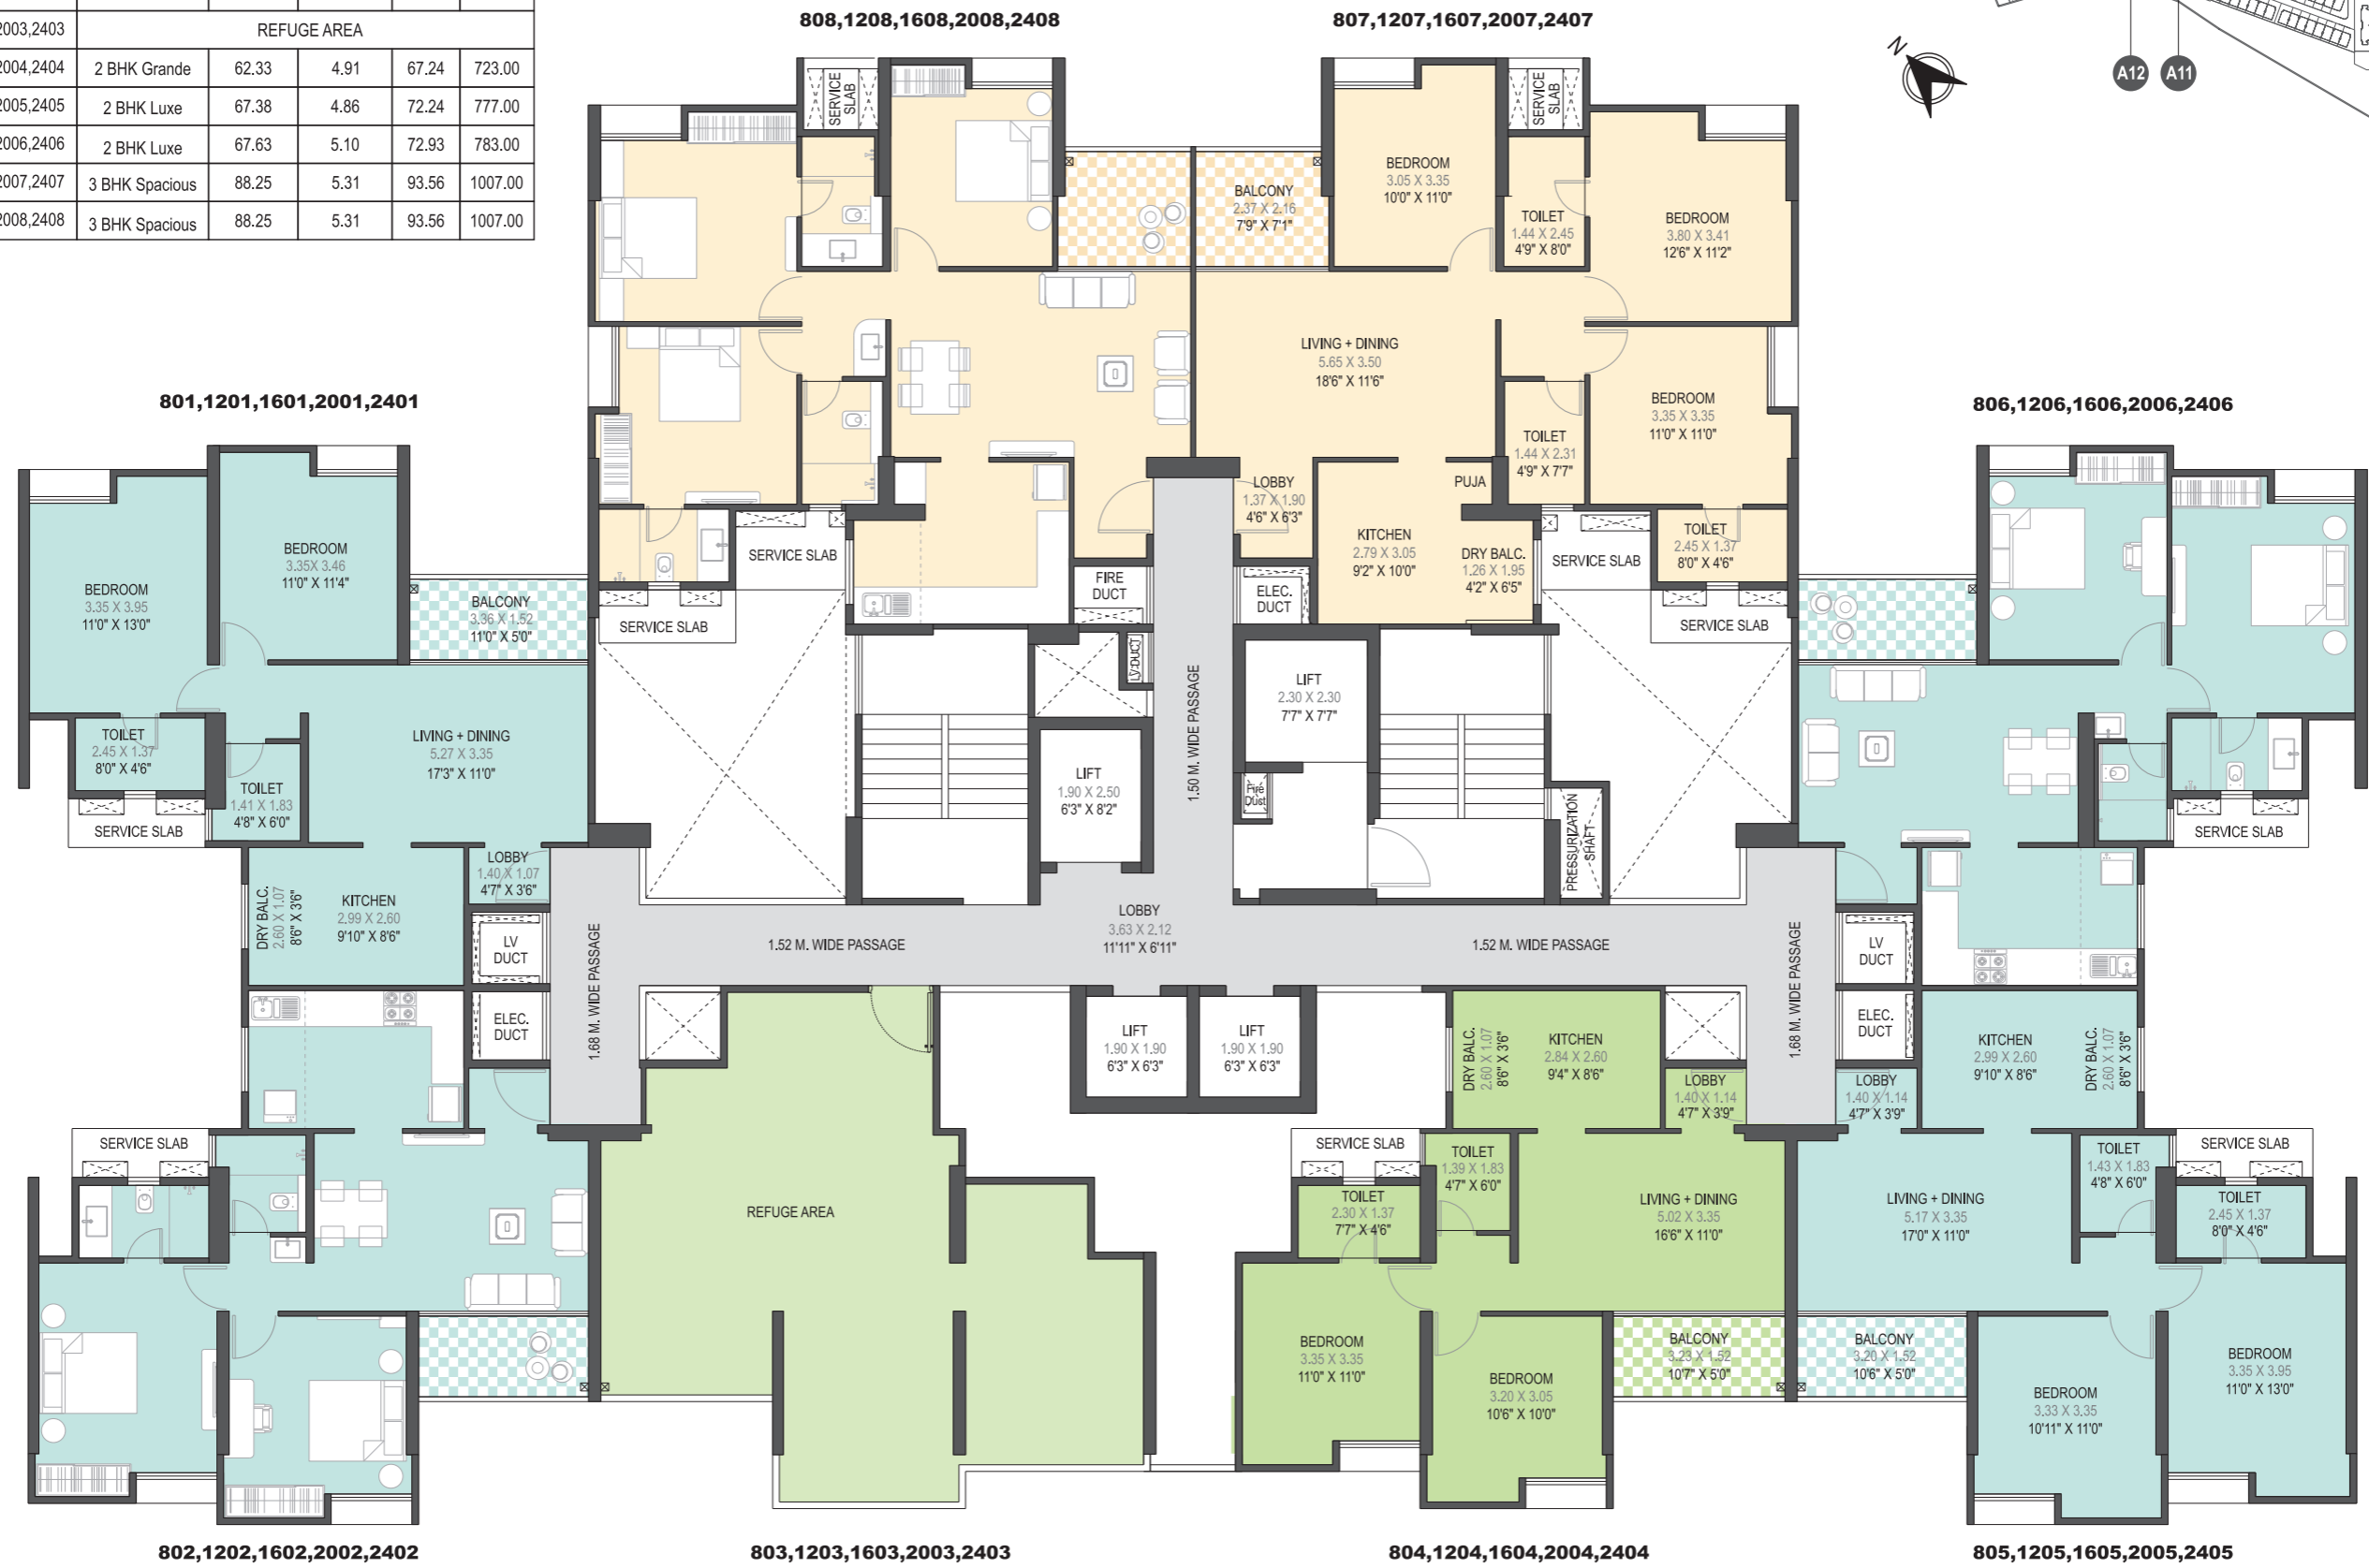 2003,2403 REFUGE AREA
2004,2404 2 BHK Grande 62.33 4.91 67.24 723.00
2005,2405 2 BHK Luxe 67.38 4.86 72.24 777.00
2006,2406 2 BHK Luxe 67.63 5.10 72.93 783.00
2007,2407 3 BHK Spacious 88.25 5.31 93.56 1007.00
2008,2408 3 BHK Spacious 88.25 5.31 93.56 1007.00
808,1208,1608,2008,2408
807,1207,1607,2007,2407
N
A12
A11
SERVICE
SLAB
SERVICE
SLAB
BALCONY
2.37 X 2.16
7'9" X 7'1"
BEDROOM
3.05 X 3.35
10'0" X 11'0"
TOILET
1.44 X 2.45
4'9" X 8'0"
BEDROOM
3.80 X 3.41
12'6" X 11'2"
LIVING + DINING
5.65 X 3.50
18'6" X 11'6"
BEDROOM
3.35 X 3.35
11'0" X 11'0"
TOILET
1.44 X 2.31
4'9" X 7'7"
PUJA
LOBBY
1.37 X 1.90
4'6" X 6'3"
KITCHEN
2.79 X 3.05
9'2" X 10'0"
DRY BALC.
1.26 X 1.95
4'2" X 6'5"
SERVICE SLAB
TOILET
2.45 X 1.37
8'0" X 4'6"
SERVICE SLAB
SERVICE SLAB
SERVICE SLAB
FIRE
DUCT
ELEC.
DUCT
LV DUCT
801,1201,1601,2001,2401
806,1206,1606,2006,2406
BEDROOM
3.35 X 3.95
11'0" X 13'0"
BEDROOM
3.35X 3.46
11'0" X 11'4"
BALCONY
3.36 X 1.52
11'0" X 5'0"
TOILET
2.45 X 1.37
8'0" X 4'6"
LIVING + DINING
5.27 X 3.35
17'3" X 11'0"
TOILET
1.41 X 1.83
4'8" X 6'0"
SERVICE SLAB
LOBBY
1.40 X 1.07
4'7" X 3'6"
DRY BALC.
2.60 X 1.07
8'6" X 3'6"
KITCHEN
2.99 X 2.60
9'10" X 8'6"
LV
DUCT
ELEC.
DUCT
1.68 M. WIDE PASSAGE
1.52 M. WIDE PASSAGE
1.50 M. WIDE PASSAGE
LIFT
2.30 X 2.30
7'7" X 7'7"
LIFT
1.90 X 2.50
6'3" X 8'2"
Fire
Dust
PRESSURIZATION
SHAFT
LOBBY
3.63 X 2.12
11'11" X 6'11"
1.52 M. WIDE PASSAGE
1.68 M. WIDE PASSAGE
SERVICE SLAB
LV
DUCT
ELEC.
DUCT
LIFT
1.90 X 1.90
6'3" X 6'3"
LIFT
1.90 X 1.90
6'3" X 6'3"
SERVICE SLAB
REFUGE AREA
DRY BALC.
2.60 X 1.07
8'6" X 3'6"
KITCHEN
2.84 X 2.60
9'4" X 8'6"
LOBBY
1.40 X 1.14
4'7" X 3'9"
SERVICE SLAB
TOILET
1.39 X 1.83
4'7" X 6'0"
TOILET
2.30 X 1.37
7'7" X 4'6"
LIVING + DINING
5.02 X 3.35
16'6" X 11'0"
BEDROOM
3.35 X 3.35
11'0" X 11'0"
BEDROOM
3.20 X 3.05
10'6" X 10'0"
BALCONY
3.23 X 1.52
10'7" X 5'0"
LOBBY
1.40 X 1.14
4'7" X 3'9"
KITCHEN
2.99 X 2.60
9'10" X 8'6"
DRY BALC.
2.60 X 1.07
8'6" X 3'6"
LIVING + DINING
5.17 X 3.35
17'0" X 11'0"
TOILET
1.43 X 1.83
4'8" X 6'0"
SERVICE SLAB
TOILET
2.45 X 1.37
8'0" X 4'6"
BALCONY
3.20 X 1.52
10'6" X 5'0"
BEDROOM
3.33 X 3.35
10'11" X 11'0"
BEDROOM
3.35 X 3.95
11'0" X 13'0"
802,1202,1602,2002,2402
803,1203,1603,2003,2403
804,1204,1604,2004,2404
805,1205,1605,2005,2405